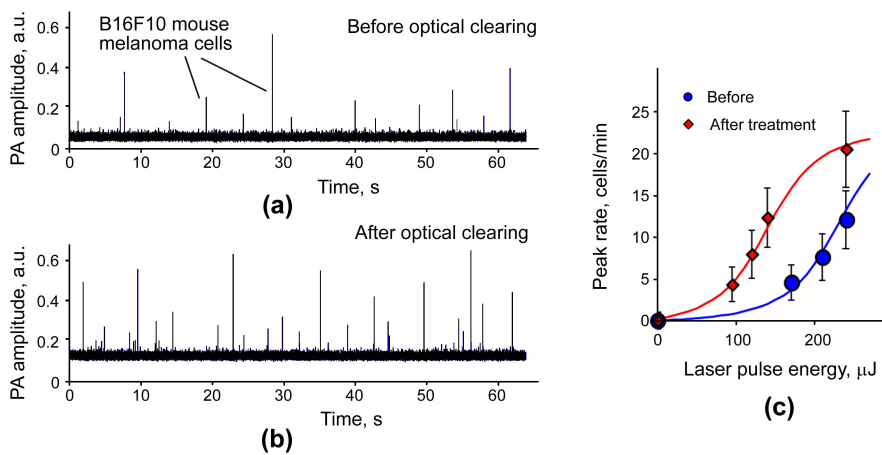 B16F10 mouse
melanoma cells
Before optical clearing
PA amplitude, a.u.
0.6
0.4
0.2
0
0 10 20 30 40 50 60
Time, s
(a)
After optical clearing
PA amplitude, a.u.
0.6
0.4
0.2
0
0 10 20 30 40 50 60
Time, s
(b)
Before
After treatment
Peak rate, cells/min
25
20
15
10
5
0
0 100 200
Laser pulse energy, μJ
(c)